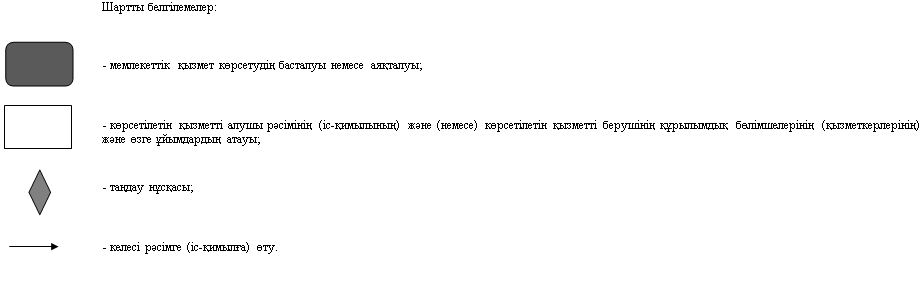 Шартты белгілемелер:
- мемлекеттік қызмет көрсетудің басталуы немесе аяқталуы;
- көрсетілетін қызметті алушы рәсімінің (іс-қимылының) және (немесе) көрсетілетін қызметті берушінің құрылымдық бөлімшелерінің (қызметкерлерінің)
және өзге ұйымдардың атауы;
- таңдау нұсқасы;
- келесі рәсімге (іс-қимылға) өту.